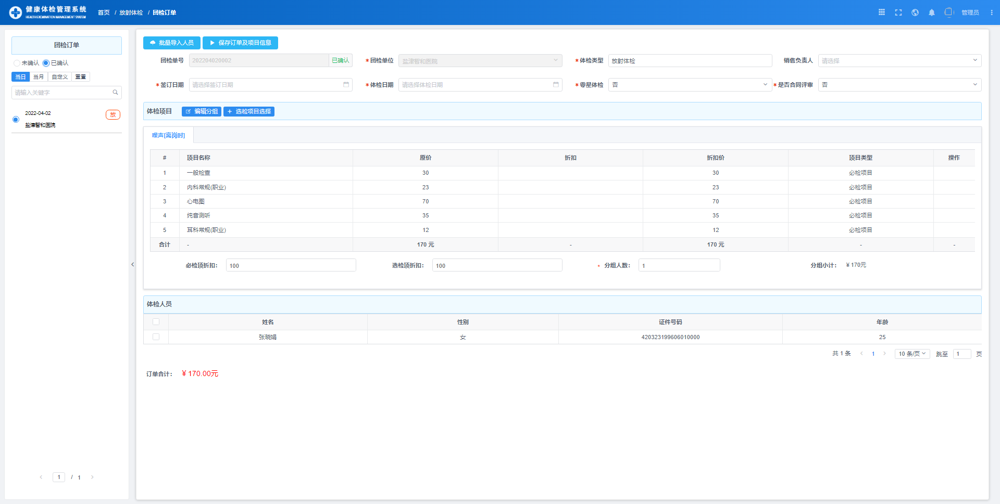 健康体检管理系统
HEALTH EXCMINATION MANAGEMENT SYSTEM
首页 / 放射体检 / 团检订单
管理员
团检订单
未确认 已确认
当日 当月 自定义 重置
请输入关键字
2022-04-02 放
盐津智和医院
1 / 1
批量导入人员 保存订单及项目信息
团检单号 202204020002 已确认 *团检单位 盐津智和医院 *体检类型 放射体检 销售负责人 请选择
*签订日期 请选择签订日期 *体检日期 请选择体检日期 *零星体检 否 *是否合同评审 否
体检项目 编辑分组 + 选检项目选择
噪声[离岗时]
# 项目名称 原价 折扣 折扣价 项目类型 操作
1 一般检查 30 30 必检项目
2 内科常规(职业) 23 23 必检项目
3 心电图 70 70 必检项目
4 纯音测听 35 35 必检项目
5 耳科常规(职业) 12 12 必检项目
合计 - 170 元 - 170 元 - -
必检项折扣： 100 选检项折扣： 100 * 分组人数： 1 分组小计： ¥ 170元
体检人员
姓名 性别 证件号码 年龄
张晓娟 女 420323199606010000 25
共 1 条 1 10 条/页 跳至 1 页
订单合计： ¥ 170.00元